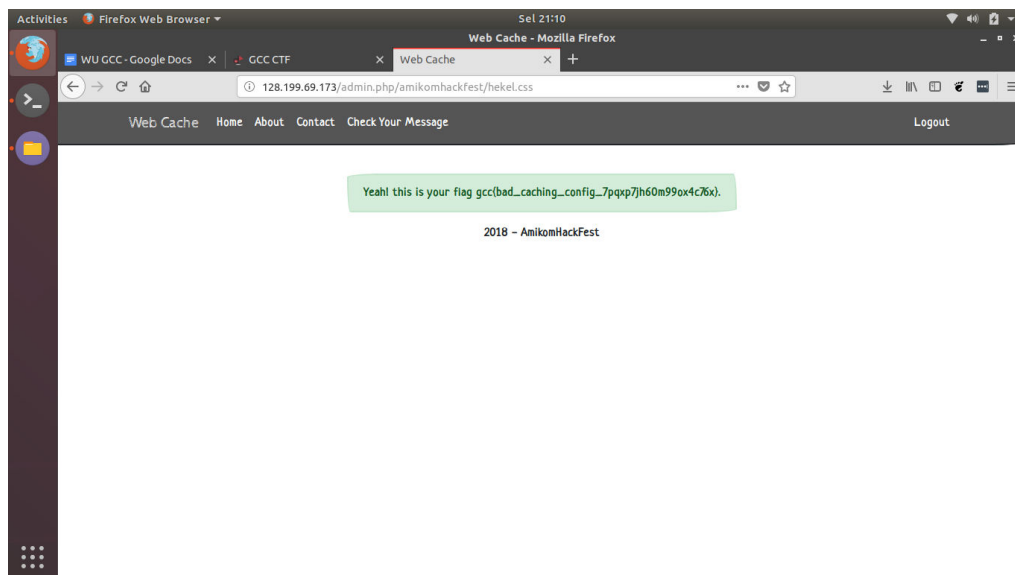 Activities Firefox Web Browser Sel 21:10
Web Cache - Mozilla Firefox
WU GCC - Google Docs GCC CTF Web Cache
128.199.69.173/admin.php/amikomhackfest/hekel.css
Web Cache Home About Contact Check Your Message Logout
Yeah! this is your flag gcc(bad_caching_config_7pqxp7jh60m99ox4c76x).
2018 - AmikomHackFest